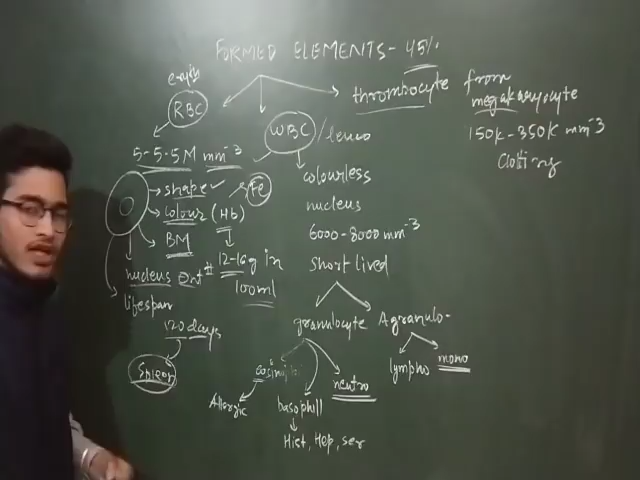 FORMED ELEMENTS - 45%
RBC
5-5.5M mm⁻³
shape ✓
colour (Hb)
Fe
BM
12-16g in
100ml
nucleus
lifespan
120 days
Spleen
WBC / leuco
colourless
nucleus
6000-8000 mm⁻³
Short lived
granulocyte
Agranulo-
Allergic
basophill
neutro
Hist, Hep, ser
lympho
mono
thrombocyte
from
megakaryocyte
150K-350K mm⁻³
Clotting